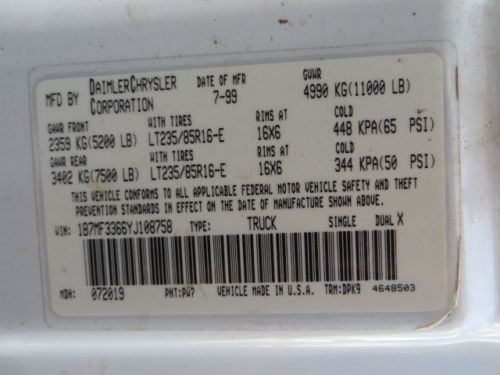 MFD BY DAIMLERCHRYSLER CORPORATION DATE OF MFR 7-99 GVWR 4990 KG(11000 LB)
GAWR FRONT WITH TIRES RIMS AT COLD
2359 KG(5200 LB) LT235/85R16-E 16X6 448 KPA(65 PSI)
GAWR REAR WITH TIRES RIMS AT COLD
3402 KG(7500 LB) LT235/85R16-E 16X6 344 KPA(50 PSI)
THIS VEHICLE CONFORMS TO ALL APPLICABLE FEDERAL MOTOR VEHICLE SAFETY AND THEFT
PREVENTION STANDARDS IN EFFECT ON THE DATE OF MANUFACTURE SHOWN ABOVE.
VIN: 1B7MF3366YJ108758 TYPE: TRUCK SINGLE DUAL X
MDH: 072019 PNT:PW7 VEHICLE MADE IN U.S.A. TRM:DPK9 4648503